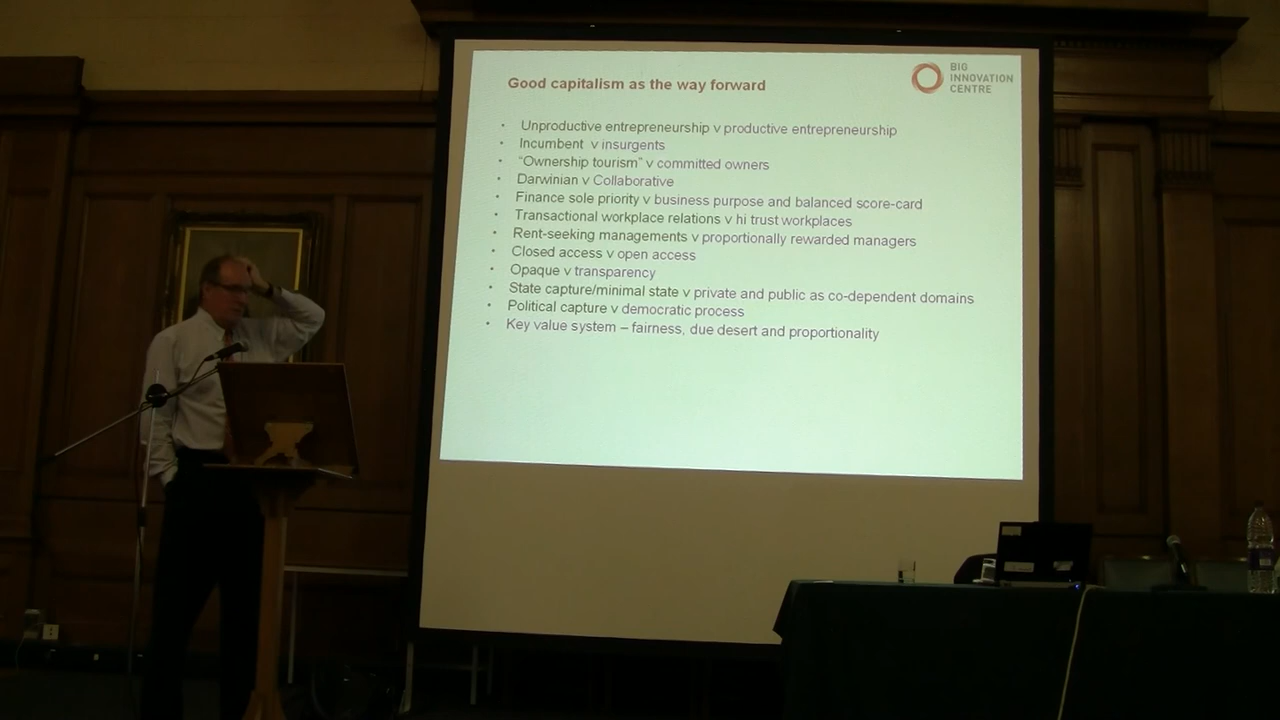 Good capitalism as the way forward
BIG
INNOVATION
CENTRE
• Unproductive entrepreneurship v productive entrepreneurship
• Incumbent v insurgents
• “Ownership tourism” v committed owners
• Darwinian v Collaborative
• Finance sole priority v business purpose and balanced score-card
• Transactional workplace relations v hi trust workplaces
• Rent-seeking managements v proportionally rewarded managers
• Closed access v open access
• Opaque v transparency
• State capture/minimal state v private and public as co-dependent domains
• Political capture v democratic process
• Key value system – fairness, due desert and proportionality